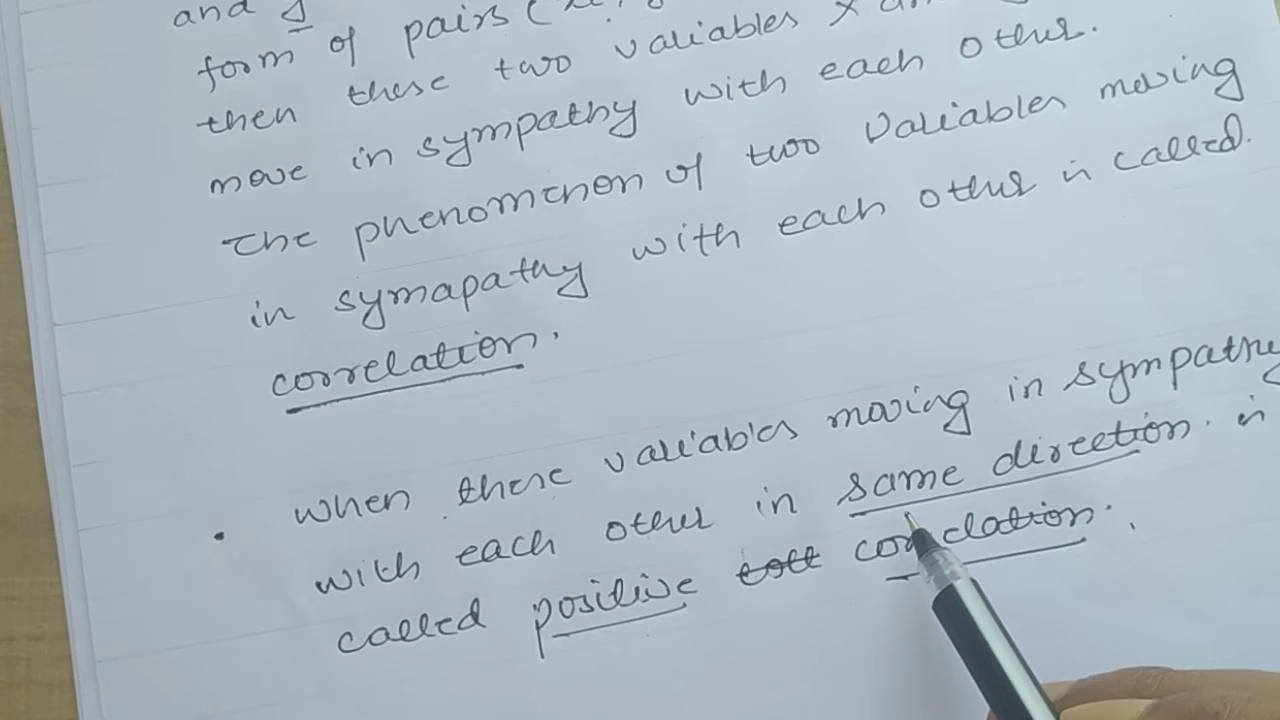 and y
form of pairs (
then these two variables x
move in sympathy with each other.
The phenomenon of two variables moving
in symapathy with each other is called.
correlation.
• when these variables moving in sympathy
with each other in same direction. is
called positive correlation.